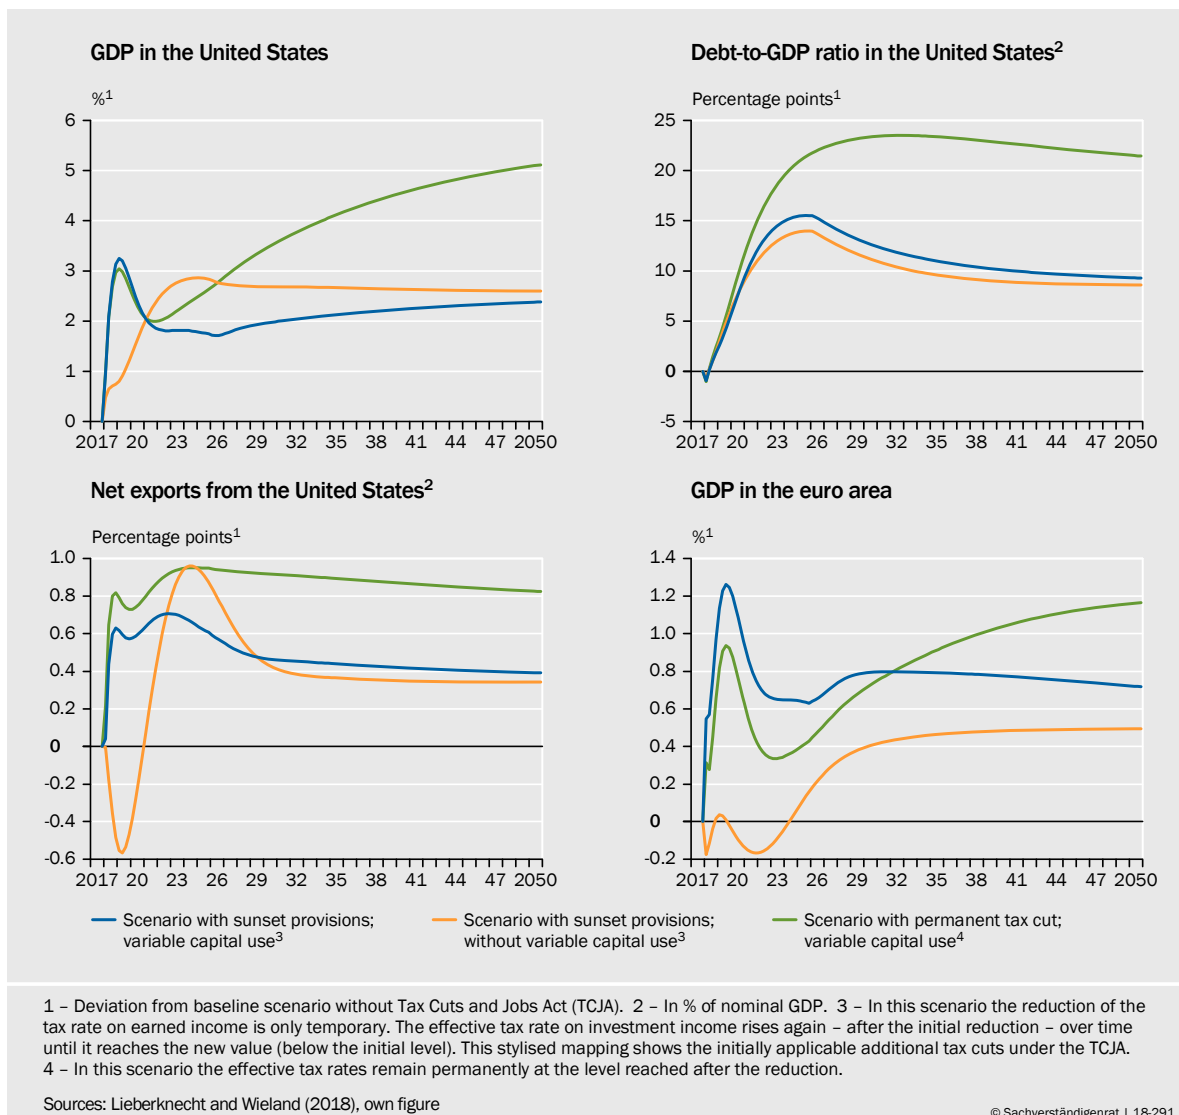 GDP in the United States
%1
6
5
4
3
2
1
0
2017 20 23 26 29 32 35 38 41 44 47 2050
Debt-to-GDP ratio in the United States2
Percentage points1
25
20
15
10
5
0
-5
2017 20 23 26 29 32 35 38 41 44 47 2050
Net exports from the United States2
Percentage points1
1.0
0.8
0.6
0.4
0.2
0
-0.2
-0.4
-0.6
2017 20 23 26 29 32 35 38 41 44 47 2050
GDP in the euro area
%1
1.4
1.2
1.0
0.8
0.6
0.4
0.2
0
-0.2
2017 20 23 26 29 32 35 38 41 44 47 2050
Scenario with sunset provisions;
variable capital use3
Scenario with sunset provisions;
without variable capital use3
Scenario with permanent tax cut;
variable capital use4
1 – Deviation from baseline scenario without Tax Cuts and Jobs Act (TCJA). 2 – In % of nominal GDP. 3 – In this scenario the reduction of the
tax rate on earned income is only temporary. The effective tax rate on investment income rises again – after the initial reduction – over time
until it reaches the new value (below the initial level). This stylised mapping shows the initially applicable additional tax cuts under the TCJA.
4 – In this scenario the effective tax rates remain permanently at the level reached after the reduction.
Sources: Lieberknecht and Wieland (2018), own figure
© Sachverständigenrat | 18-291